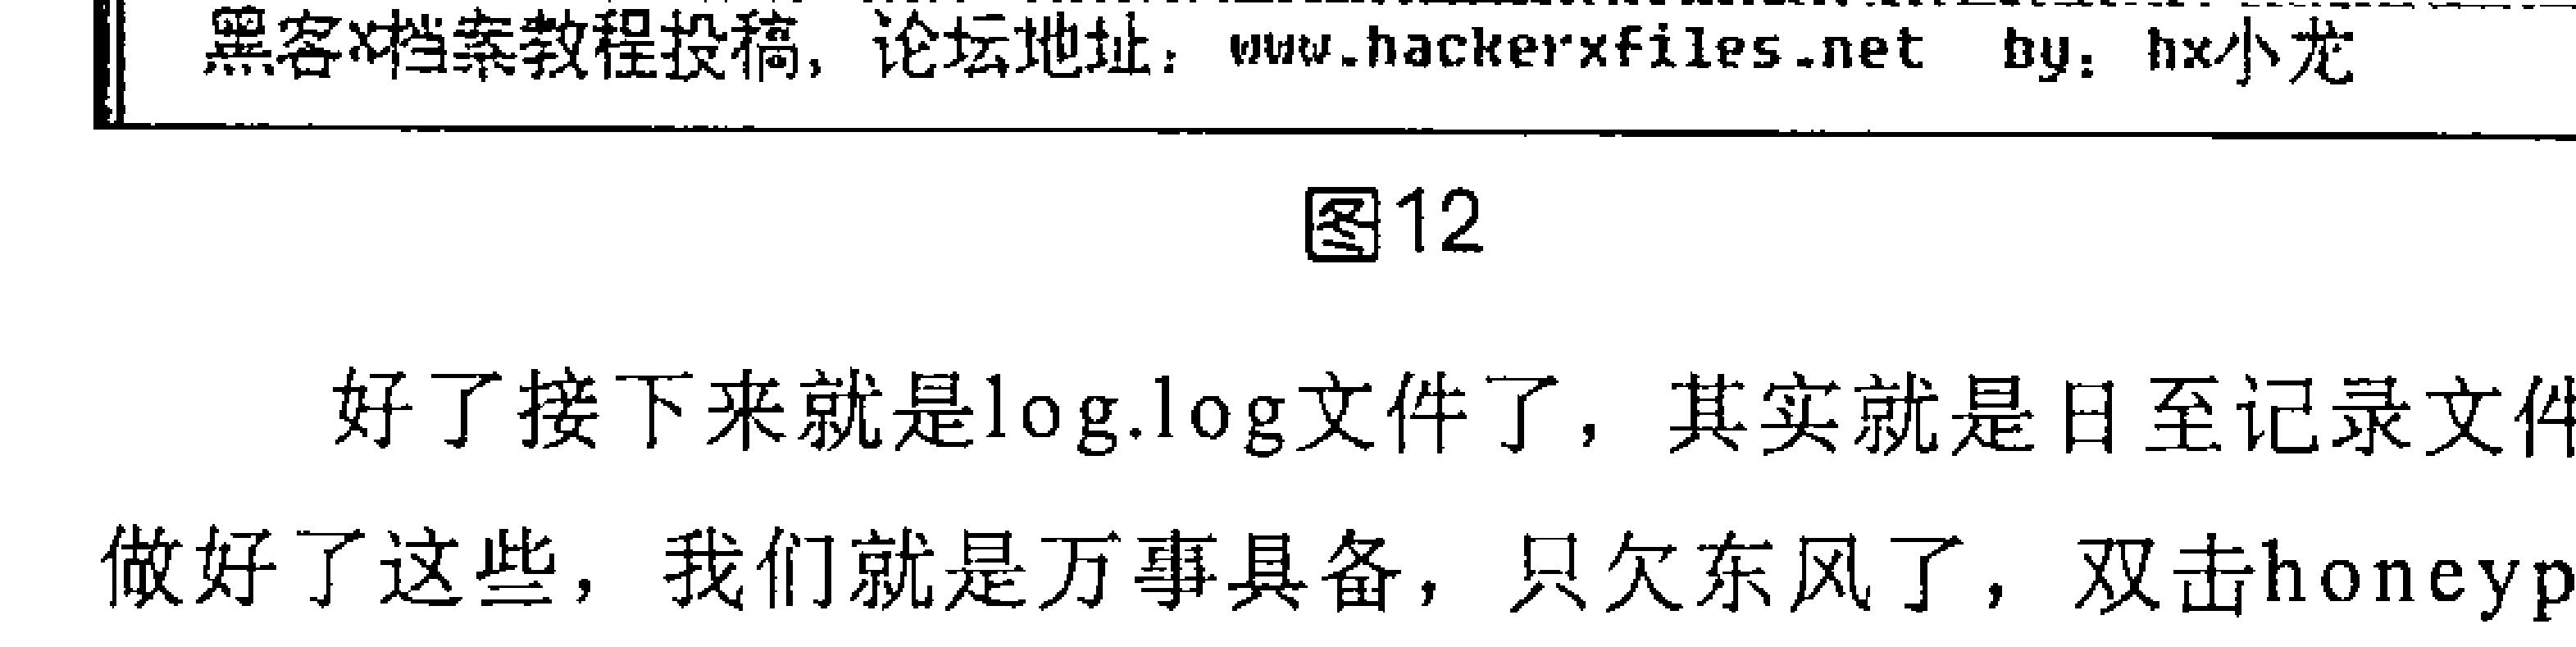 黑客x档案教程投稿，论坛地址：www.hackerxfiles.net by：hx小龙
图12
好了接下来就是log.log文件了，其实就是日至记录文件
做好了这些，我们就是万事具备，只欠东风了，双击honeyp